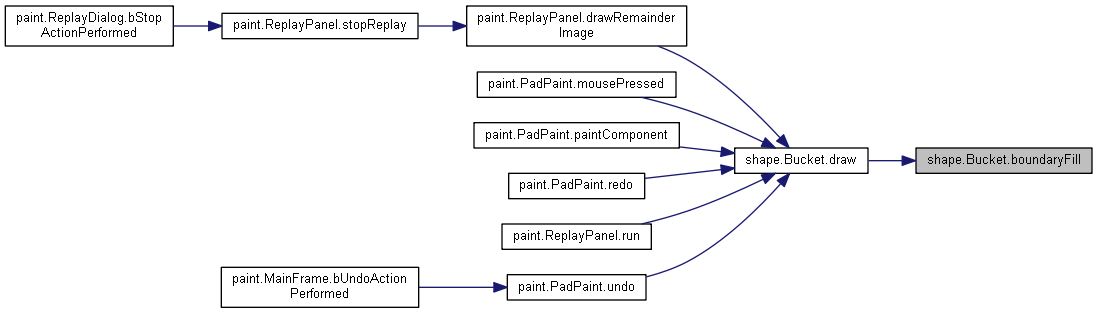 paint.ReplayDialog.bStop
ActionPerformed
paint.ReplayPanel.stopReplay
paint.ReplayPanel.drawRemainder
Image
paint.PadPaint.mousePressed
paint.PadPaint.paintComponent
shape.Bucket.draw
shape.Bucket.boundaryFill
paint.PadPaint.redo
paint.ReplayPanel.run
paint.MainFrame.bUndoAction
Performed
paint.PadPaint.undo